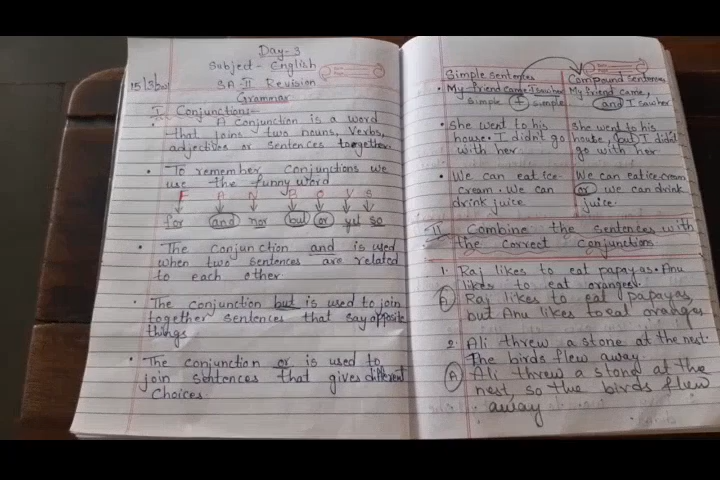 Day-3
Subject - English
15/3/20
SA-II Revision
Grammar
I Conjunctions:-
• A Conjunction is a word
that joins two nouns, Verbs,
adjectives or sentences together.
• To remember Conjunctions we
use the funny word
F A N B O Y S
for and nor but or yet so
• The Conjunction and is used
when two sentences are related
to each other.
• The conjunction but is used to join
together sentences that say opposite
things
• The conjunction or is used to
join sentences that gives different
Choices.
Simple sentences
• My friend came. I saw her
simple + simple
• She went to his
house. I didn't go
with her.
• We can eat ice-
cream. We can
drink juice.
Compound sentences
My friend came,
and I saw her
She went to his
house, but I didn't
go with her
We can eat ice-cream
or we can drink
juice.
II Combine the sentences with
the correct Conjunctions
1. Raj likes to eat papayas. Anu
likes to eat oranges.
A Raj likes to eat papayas,
but Anu likes to eat oranges
2. Ali threw a stone at the nest.
The birds flew away.
A Ali threw a stond at the
nest, so the birds flew
away